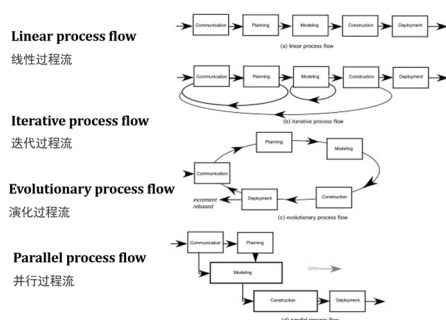 Linear process flow
线性过程流
Communication
Planning
Modeling
Construction
Deployment
(a) linear process flow
Iterative process flow
迭代过程流
Communication
Planning
Modeling
Construction
Deployment
(b) iterative process flow
Evolutionary process flow
演化过程流
Planning
Modeling
Communication
Deployment
Construction
increment
released
(c) evolutionary process flow
Parallel process flow
并行过程流
Communication
Planning
Modeling
Construction
Deployment
(d) parallel process flow